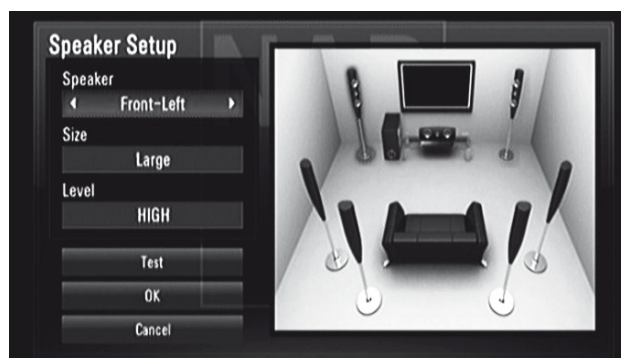 Speaker Setup
Speaker
Front-Left
Size
Large
Level
HIGH
Test
OK
Cancel